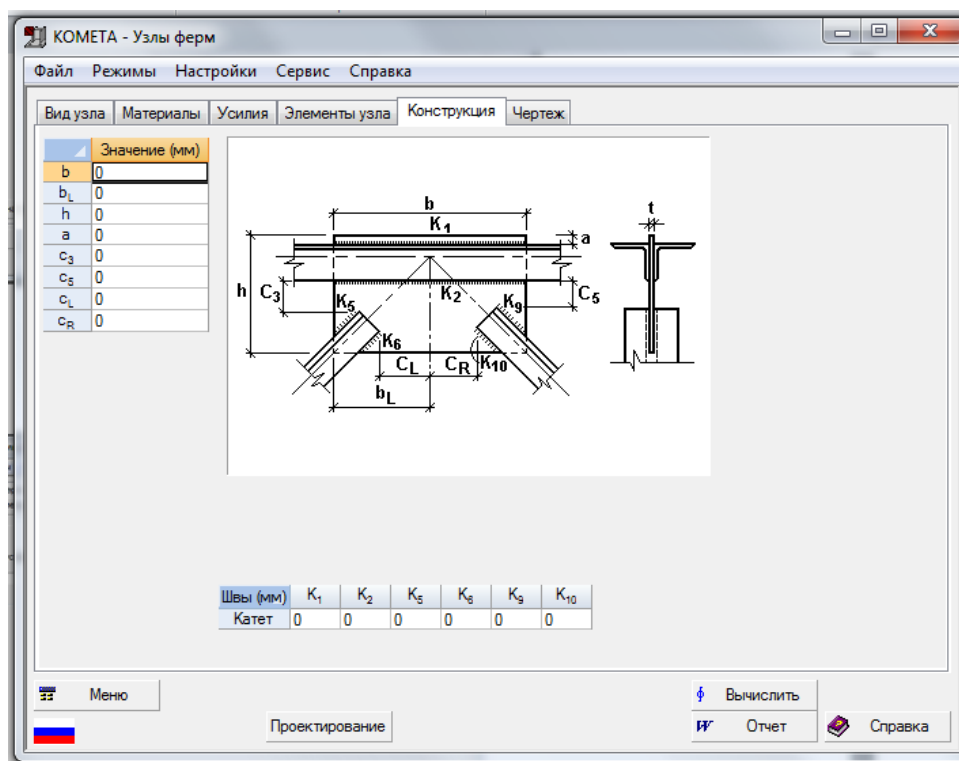 КОМЕТА - Узлы ферм
Файл Режимы Настройки Сервис Справка
Вид узла Материалы Усилия Элементы узла Конструкция Чертеж
Значение (мм)
b 0
bL 0
h 0
a 0
c3 0
c5 0
cL 0
cR 0
b
K1
t
a
h
C3
K2
C5
K5
K9
K6
K10
CL
CR
bL
Швы (мм) K1 K2 K5 K6 K9 K10
Катет 0 0 0 0 0 0
Меню
Вычислить
Проектирование
Отчет
Справка